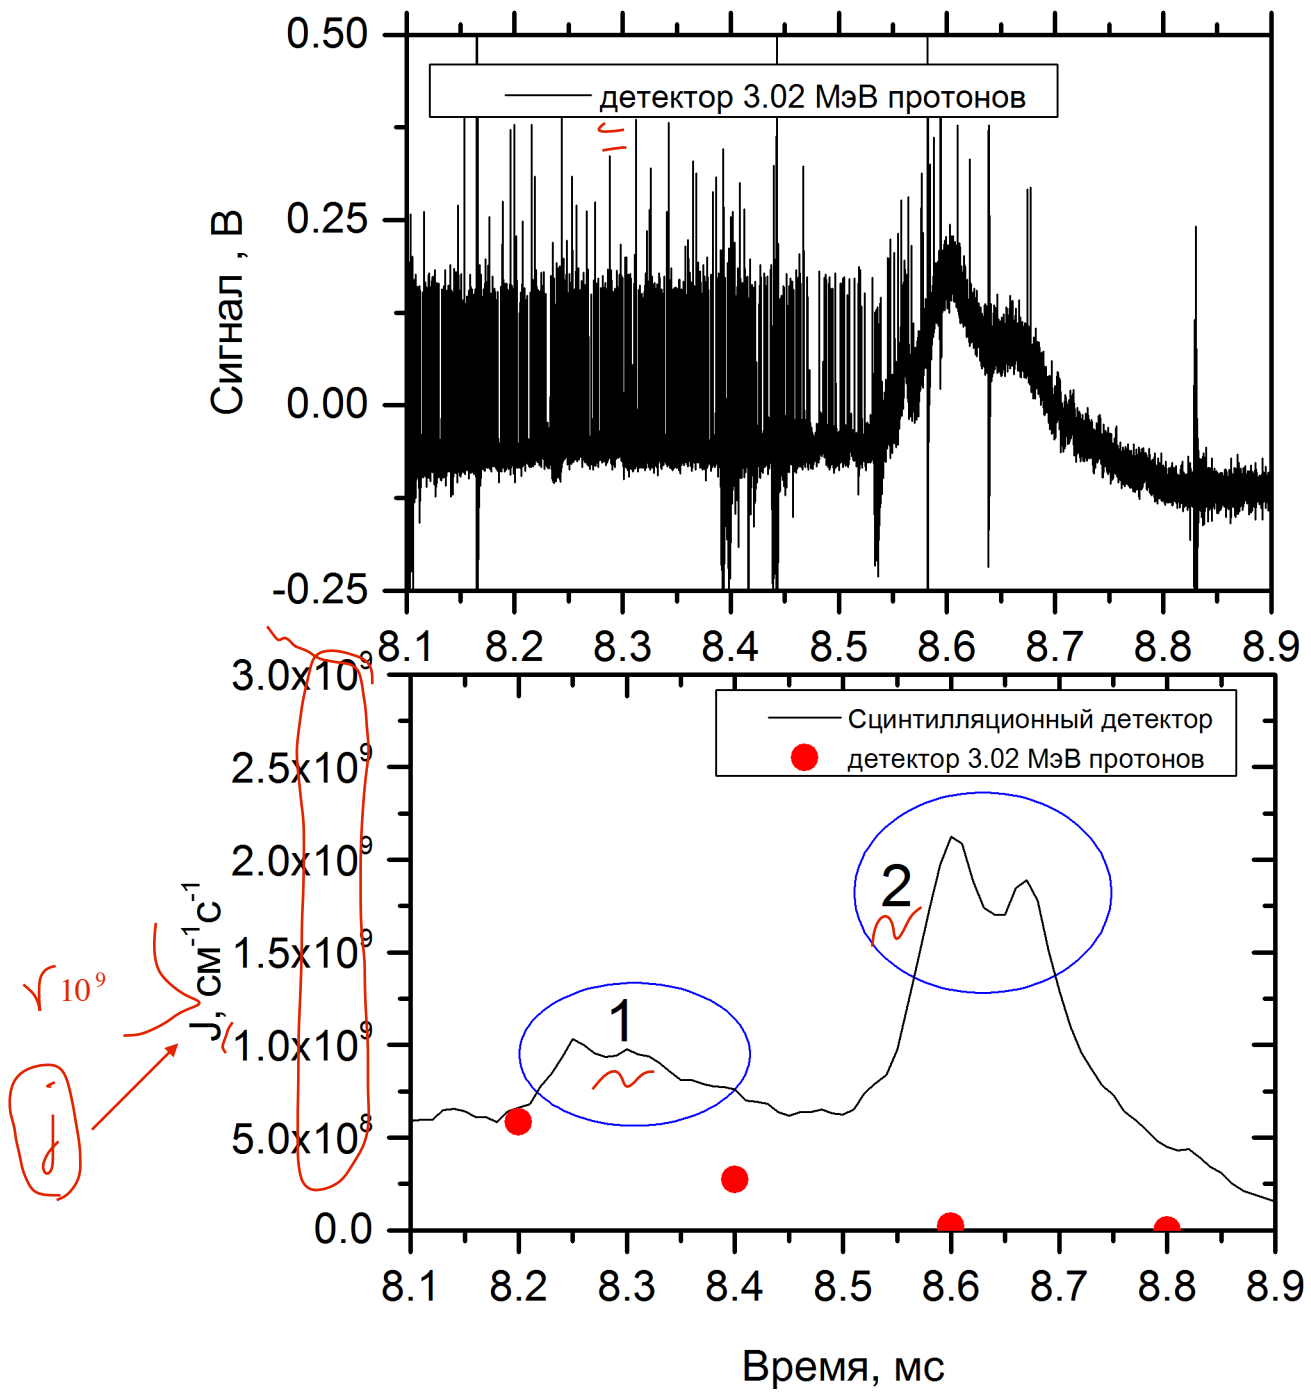 0.50
детектор 3.02 МэВ протонов
0.25
Сигнал , В
0.00
-0.25
8.1 8.2 8.3 8.4 8.5 8.6 8.7 8.8 8.9
3.0x10⁹
Сцинтилляционный детектор
детектор 3.02 МэВ протонов
2.5x10⁹
2.0x10⁹
2
J, см⁻¹с⁻¹
1.5x10⁹
√ 10⁹
1
1.0x10⁹
j
5.0x10⁸
0.0
8.1 8.2 8.3 8.4 8.5 8.6 8.7 8.8 8.9
Время, мс